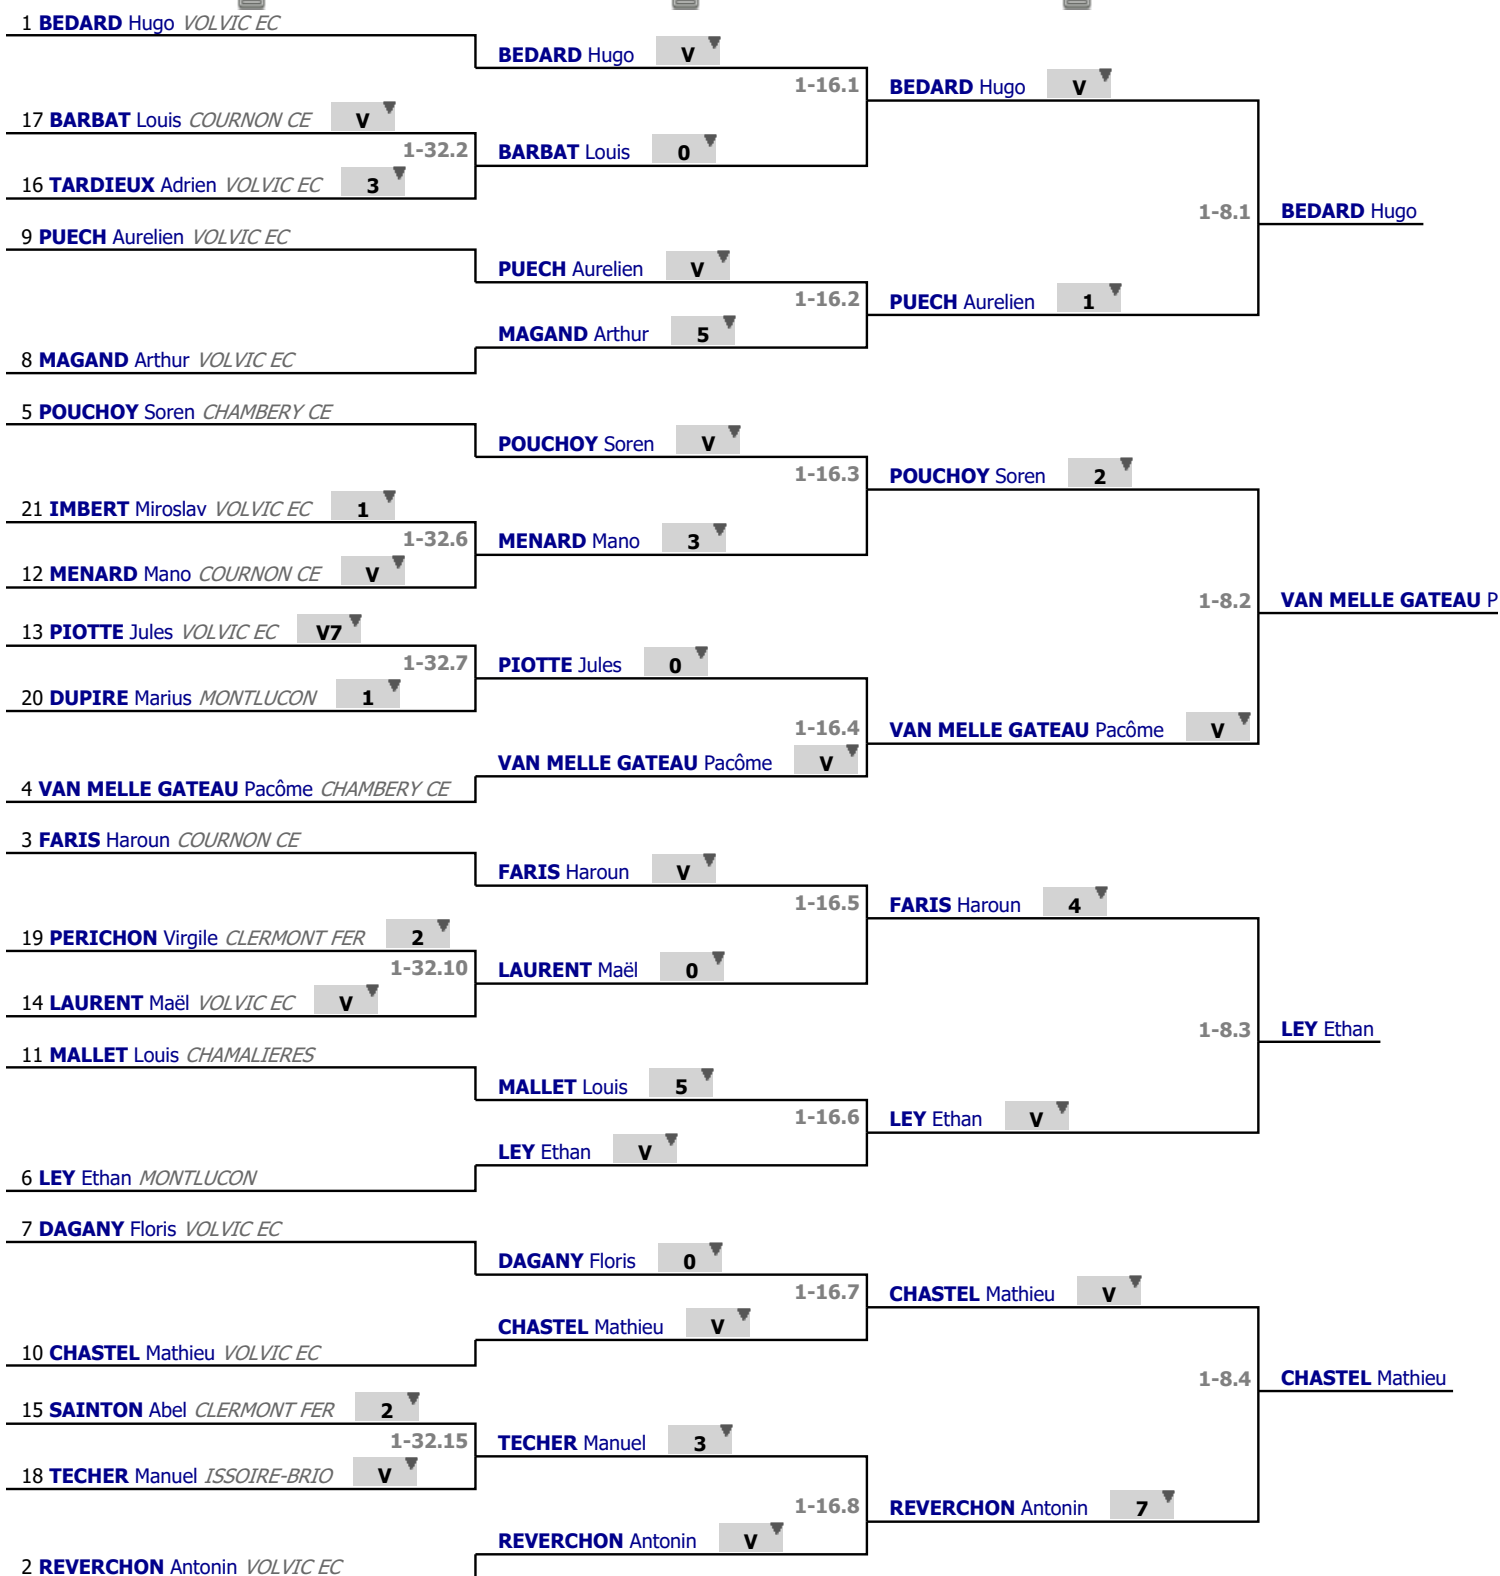 1 BEDARD Hugo VOLVIC EC
BEDARD Hugo V
1-16.1
BEDARD Hugo V
17 BARBAT Louis COURNON CE V
1-32.2
BARBAT Louis 0
16 TARDIEUX Adrien VOLVIC EC 3
1-8.1
BEDARD Hugo
9 PUECH Aurelien VOLVIC EC
PUECH Aurelien V
1-16.2
PUECH Aurelien 1
MAGAND Arthur 5
8 MAGAND Arthur VOLVIC EC
5 POUCHOY Soren CHAMBERY CE
POUCHOY Soren V
1-16.3
POUCHOY Soren 2
21 IMBERT Miroslav VOLVIC EC 1
1-32.6
MENARD Mano 3
12 MENARD Mano COURNON CE V
1-8.2
VAN MELLE GATEAU P
13 PIOTTE Jules VOLVIC EC V7
1-32.7
PIOTTE Jules 0
20 DUPIRE Marius MONTLUCON 1
1-16.4
VAN MELLE GATEAU Pacôme V
VAN MELLE GATEAU Pacôme V
4 VAN MELLE GATEAU Pacôme CHAMBERY CE
3 FARIS Haroun COURNON CE
FARIS Haroun V
1-16.5
FARIS Haroun 4
19 PERICHON Virgile CLERMONT FER 2
1-32.10
LAURENT Maël 0
14 LAURENT Maël VOLVIC EC V
1-8.3
LEY Ethan
11 MALLET Louis CHAMALIERES
MALLET Louis 5
1-16.6
LEY Ethan V
LEY Ethan V
6 LEY Ethan MONTLUCON
7 DAGANY Floris VOLVIC EC
DAGANY Floris 0
1-16.7
CHASTEL Mathieu V
CHASTEL Mathieu V
10 CHASTEL Mathieu VOLVIC EC
1-8.4
CHASTEL Mathieu
15 SAINTON Abel CLERMONT FER 2
1-32.15
TECHER Manuel 3
18 TECHER Manuel ISSOIRE-BRIO V
1-16.8
REVERCHON Antonin 7
REVERCHON Antonin V
2 REVERCHON Antonin VOLVIC EC